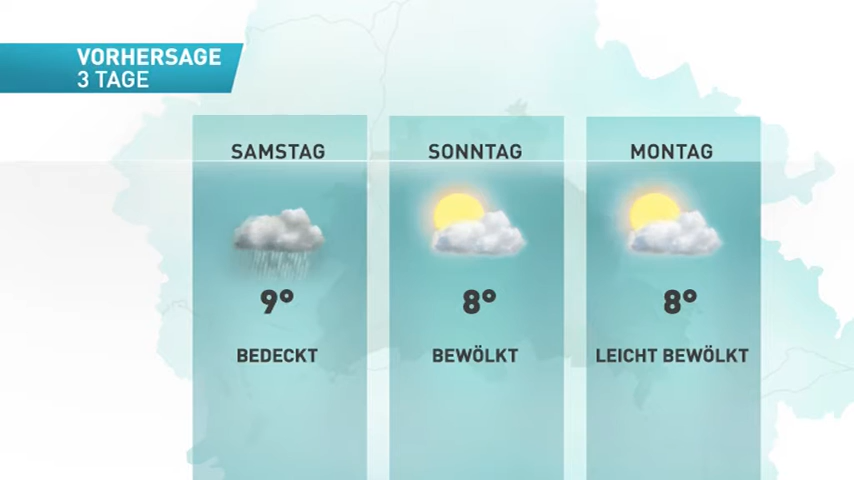 VORHERSAGE
3 TAGE
SAMSTAG
9°
BEDECKT
SONNTAG
8°
BEWÖLKT
MONTAG
8°
LEICHT BEWÖLKT